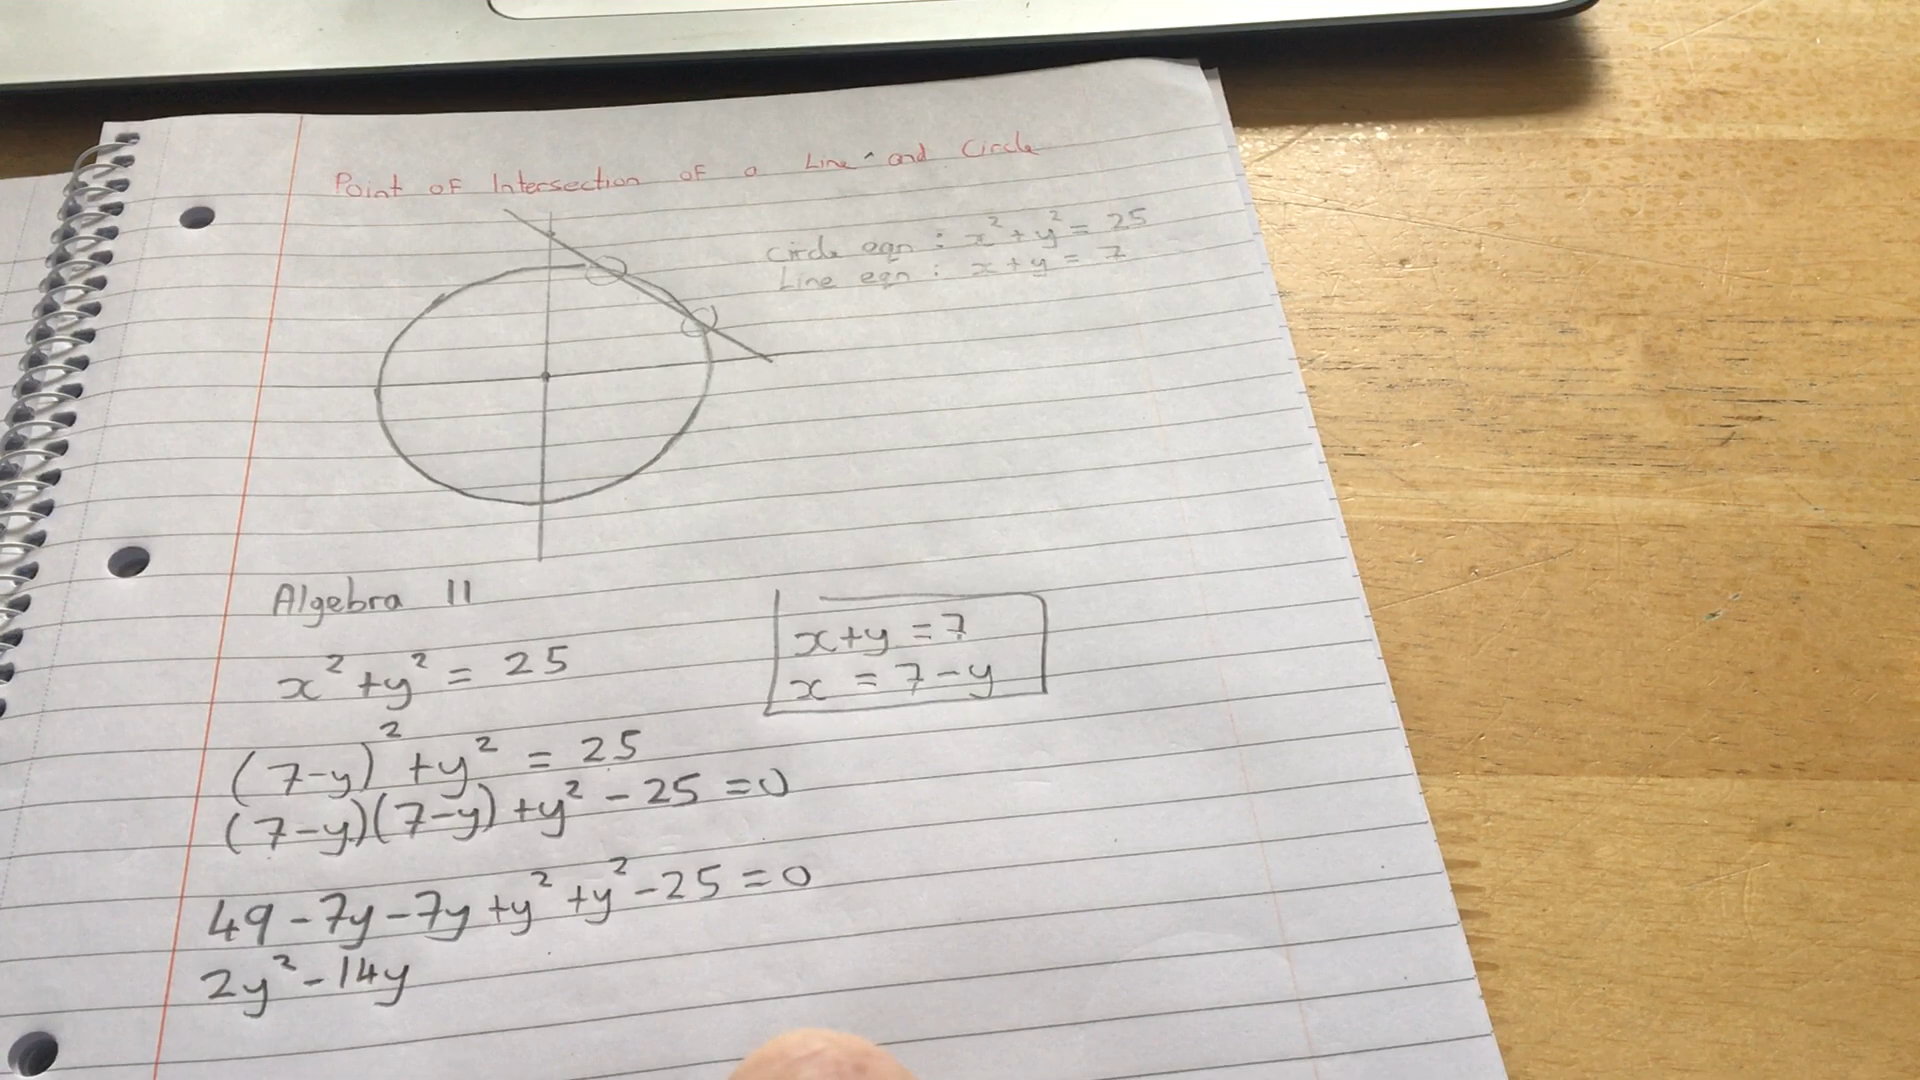 Point of Intersection of a Line and Circle
circle eqn : x² + y² = 25
Line eqn : x + y = 7
Algebra 11
x² + y² = 25
x + y = 7
x = 7 - y
(7-y)² + y² = 25
(7-y)(7-y) + y² - 25 = 0
49 - 7y - 7y + y² + y² - 25 = 0
2y² - 14y